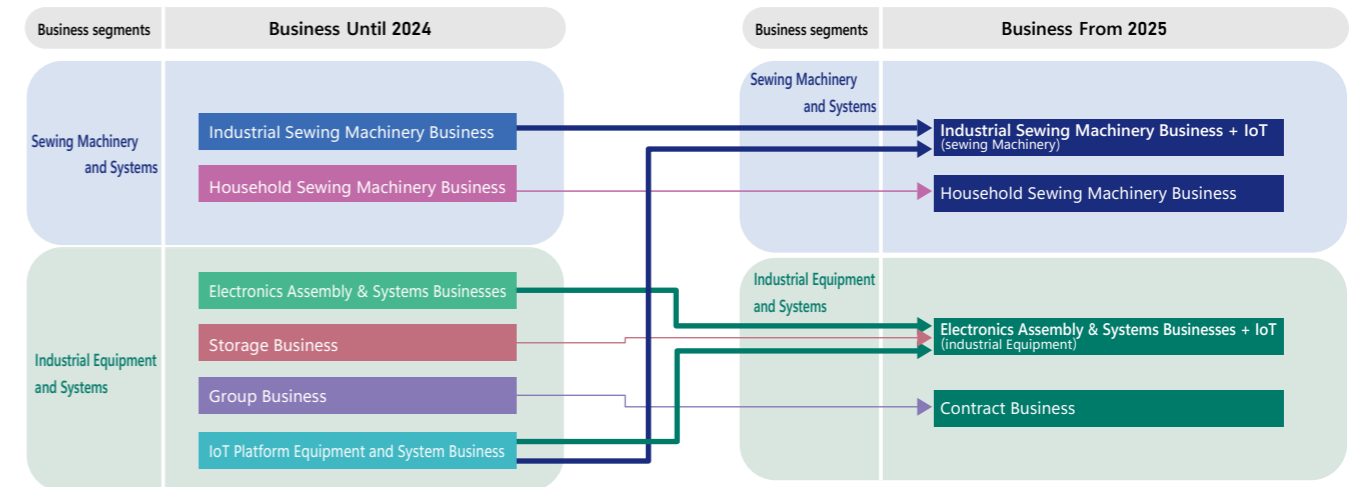 Business segments
Business Until 2024
Sewing Machinery
and Systems
Industrial Sewing Machinery Business
Household Sewing Machinery Business
Industrial Equipment
and Systems
Electronics Assembly & Systems Businesses
Storage Business
Group Business
IoT Platform Equipment and System Business
Business segments
Business From 2025
Sewing Machinery
and Systems
Industrial Sewing Machinery Business + IoT
(sewing Machinery)
Household Sewing Machinery Business
Industrial Equipment
and Systems
Electronics Assembly & Systems Businesses + IoT
(industrial Equipment)
Contract Business